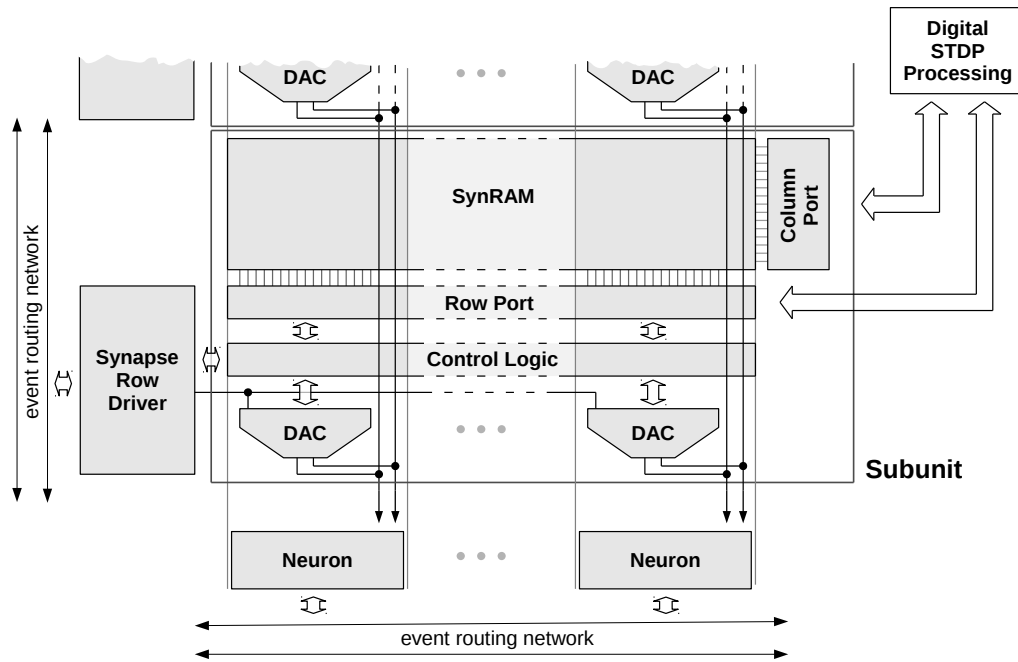 Digital
STDP
Processing
DAC
DAC
SynRAM
Column
Port
Row Port
Control Logic
Synapse
Row
Driver
event routing network
DAC
DAC
Subunit
Neuron
Neuron
event routing network